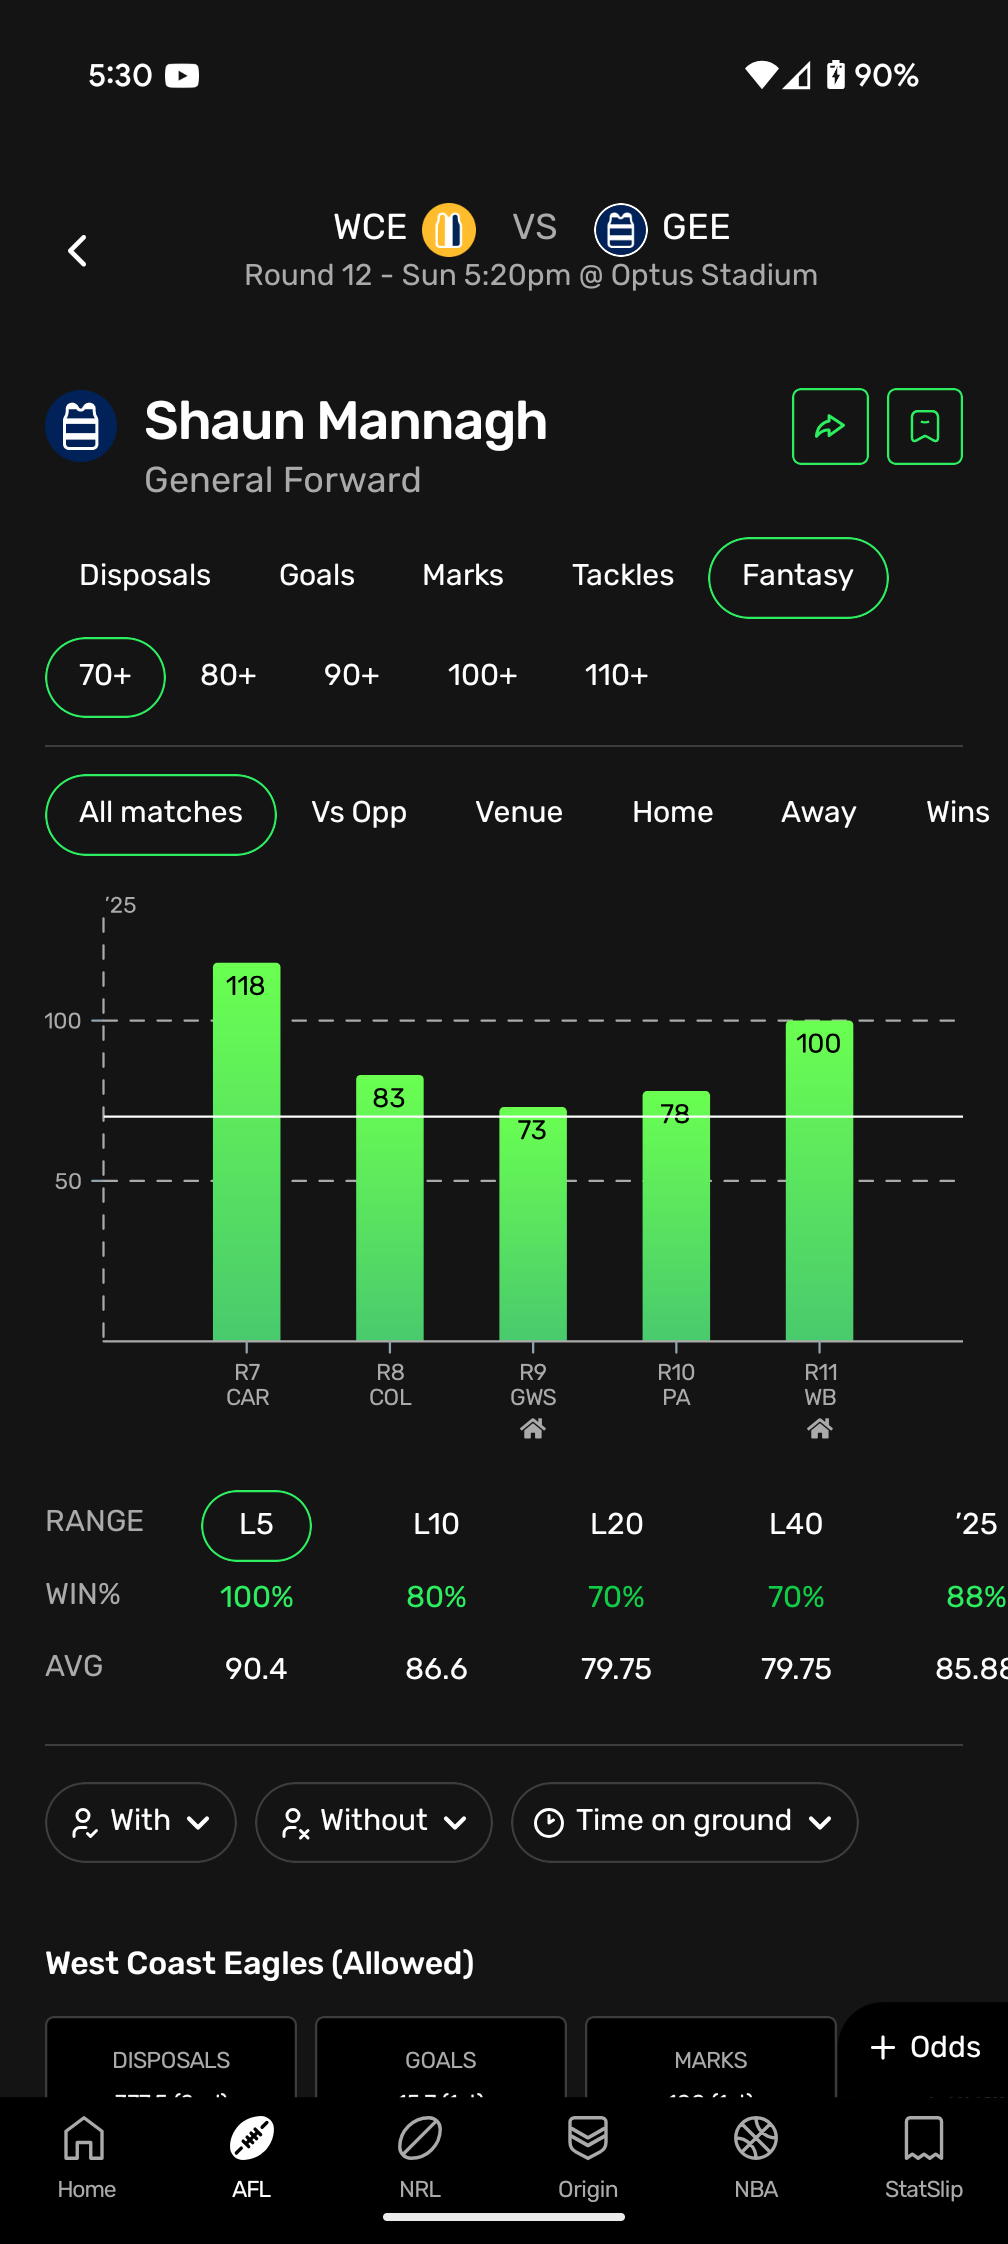 5:30
90%
WCE VS GEE
Round 12 - Sun 5:20pm @ Optus Stadium
Shaun Mannagh
General Forward
Disposals Goals Marks Tackles Fantasy
70+ 80+ 90+ 100+ 110+
All matches Vs Opp Venue Home Away Wins
'25
118
100
100
83
78
73
50
R7 R8 R9 R10 R11
CAR COL GWS PA WB
RANGE L5 L10 L20 L40 '25
WIN% 100% 80% 70% 70% 88%
AVG 90.4 86.6 79.75 79.75 85.88
With Without Time on ground
West Coast Eagles (Allowed)
+ Odds
DISPOSALS GOALS MARKS
Home AFL NRL Origin NBA StatSlip